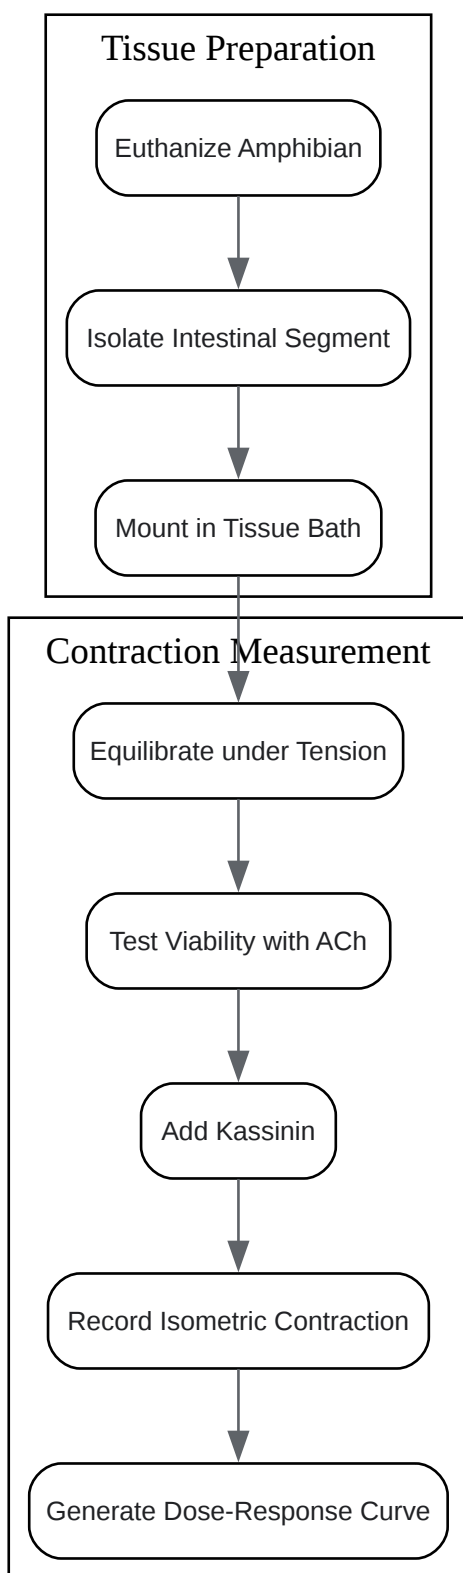 Tissue Preparation
Euthanize Amphibian
Isolate Intestinal Segment
Mount in Tissue Bath
Contraction Measurement
Equilibrate under Tension
Test Viability with ACh
Add Kassinin
Record Isometric Contraction
Generate Dose-Response Curve